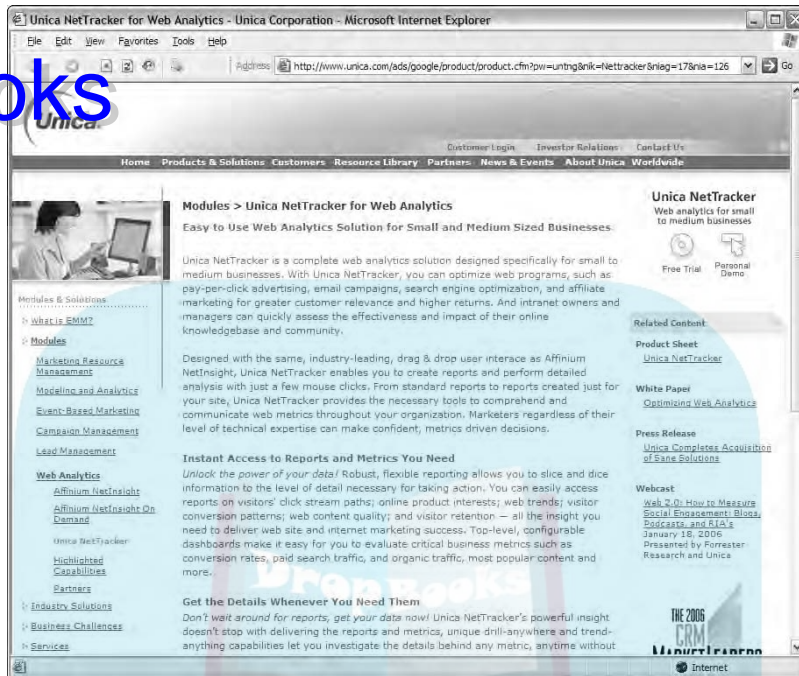 Unica NetTracker for Web Analytics - Unica Corporation - Microsoft Internet Explorer
File Edit View Favorites Tools Help
Address http://www.unica.com/ads/google/product/product.cfm?pw=untng&nik=Nettracker&niag=17&nia=126 Go
oks
Unica.
Customer Login Investor Relations Contact Us
Home Products & Solutions Customers Resource Library Partners News & Events About Unica Worldwide
Modules & Solutions
What is EMM?
Modules
Marketing Resource
Management
Modeling and Analytics
Event-Based Marketing
Campaign Management
Lead Management
Web Analytics
Affinium NetInsight
Affinium NetInsight On
Demand
Unica NetTracker
Highlighted
Capabilities
Partners
Industry Solutions
Business Challenges
Services
Modules > Unica NetTracker for Web Analytics
Easy to Use Web Analytics Solution for Small and Medium Sized Businesses
Unica NetTracker is a complete web analytics solution designed specifically for small to
medium businesses. With Unica NetTracker, you can optimize web programs, such as
pay-per-click advertising, email campaigns, search engine optimization, and affiliate
marketing for greater customer relevance and higher returns. And intranet owners and
managers can quickly assess the effectiveness and impact of their online
knowledgebase and community.
Designed with the same, industry-leading, drag & drop user interace as Affinium
NetInsight, Unica NetTracker enables you to create reports and perform detailed
analysis with just a few mouse clicks. From standard reports to reports created just for
your site, Unica NetTracker provides the necessary tools to comprehend and
communicate web metrics throughout your organization. Marketers regardless of their
level of technical expertise can make confident, metrics driven decisions.
Instant Access to Reports and Metrics You Need
Unlock the power of your data! Robust, flexible reporting allows you to slice and dice
information to the level of detail necessary for taking action. You can easily access
reports on visitors' click stream paths; online product interests; web trends; visitor
conversion patterns; web content quality; and visitor retention — all the insight you
need to deliver web site and internet marketing success. Top-level, configurable
dashboards make it easy for you to evaluate critical business metrics such as
conversion rates, paid search traffic, and organic traffic, most popular content and
more.
DropBooks
Get the Details Whenever You Need Them
Don't wait around for reports, get your data now! Unica NetTracker's powerful insight
doesn't stop with delivering the reports and metrics, unique drill-anywhere and trend-
anything capabilities let you investigate the details behind any metric, anytime without
Unica NetTracker
Web analytics for small
to medium businesses
Free Trial Personal
Demo
Related Content
Product Sheet
Unica NetTracker
White Paper
Optimizing Web Analytics
Press Release
Unica Completes Acquisition
of Sane Solutions
Webcast
Web 2.0: How to Measure
Social Engagement: Blogs,
Podcasts, and RIA's
January 18, 2006
Presented by Forrester
Research and Unica
THE 2006
CRM
MARKET LEADERS
Internet